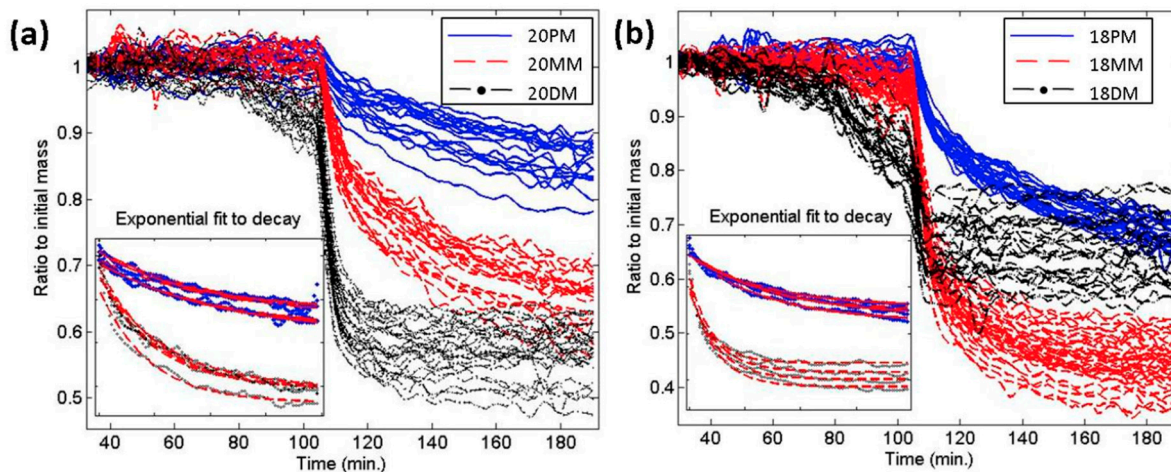 (a)
20PM
20MM
20DM
1
0.9
0.8
0.7
0.6
0.5
Ratio to initial mass
Exponential fit to decay
40 60 80 100 120 140 160 180
Time (min.)
(b)
18PM
18MM
18DM
1
0.9
0.8
0.7
0.6
0.5
0.4
Ratio to initial mass
Exponential fit to decay
40 60 80 100 120 140 160 180
Time (min.)